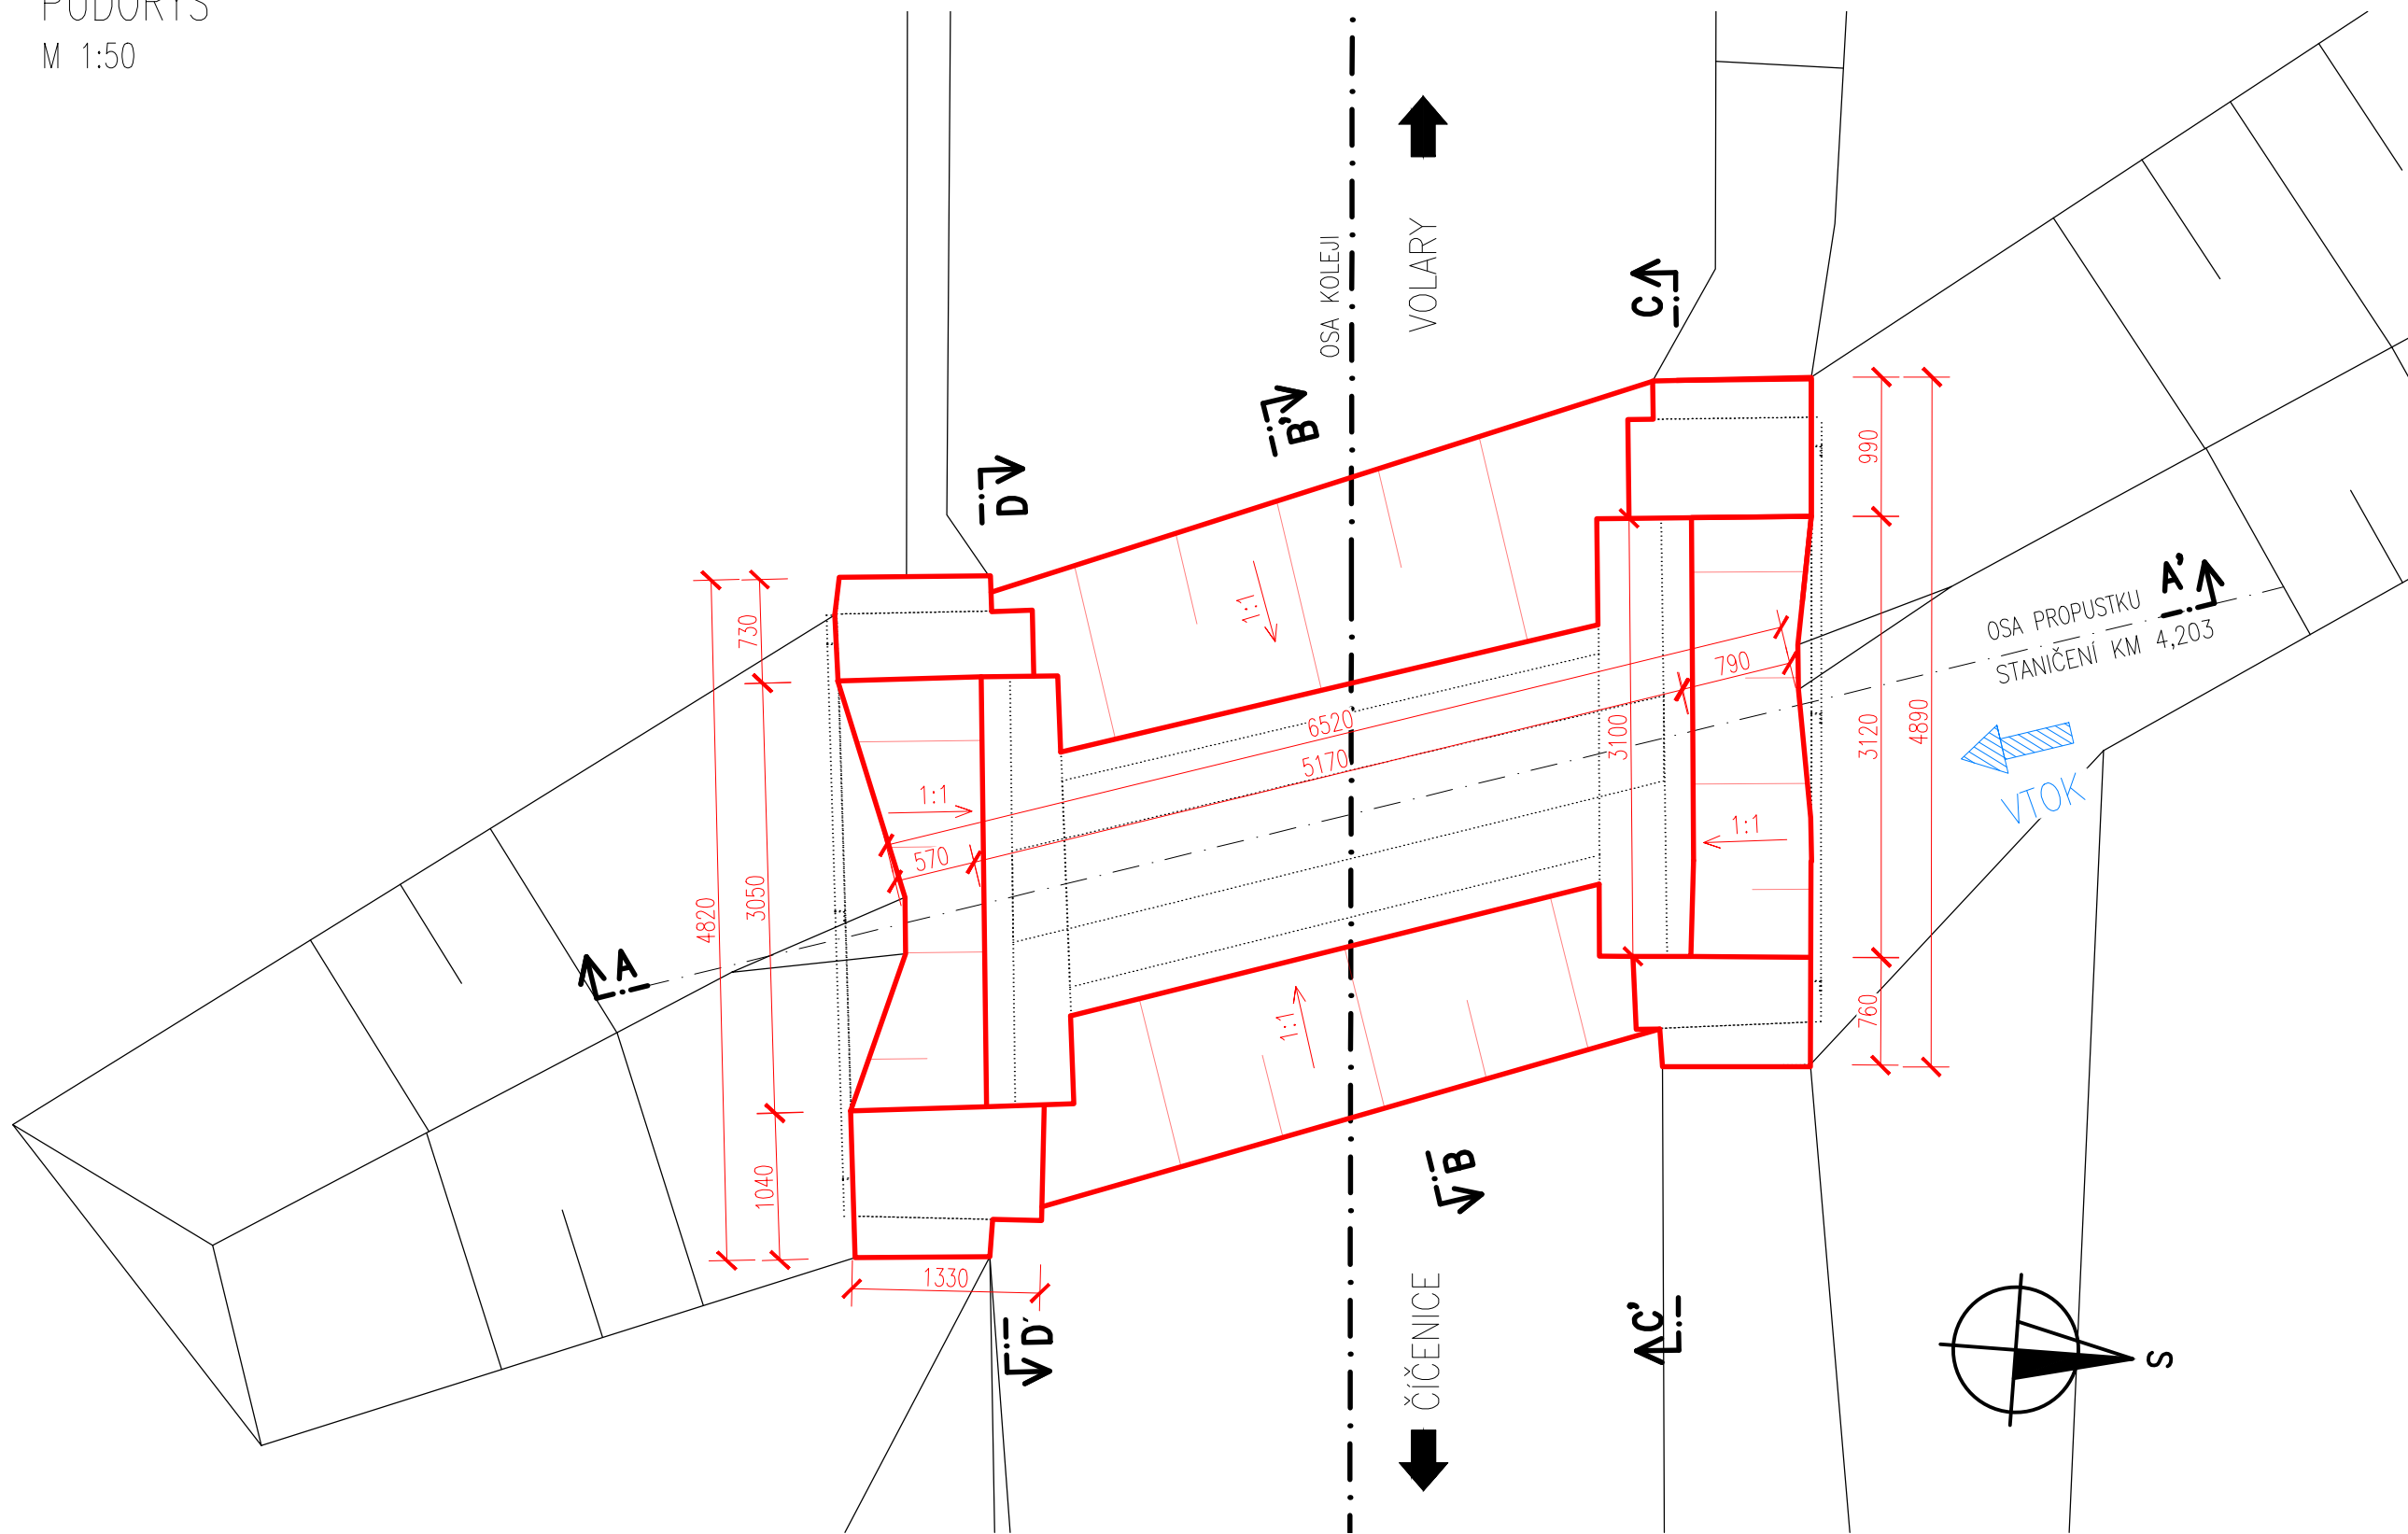 PŮDORYS
M 1:50
OSA KOLEJI
VOLARY
C
B'
D
990
4890
3120
760
730
4820
3050
1040
1:1
1:1
1:1
1:1
6520
5170
790
570
3100
OSA PROPUSTKU
STANIČENÍ KM 4,203
A'
VTOK
A
B
1330
D'
ČÍČENICE
C'
S